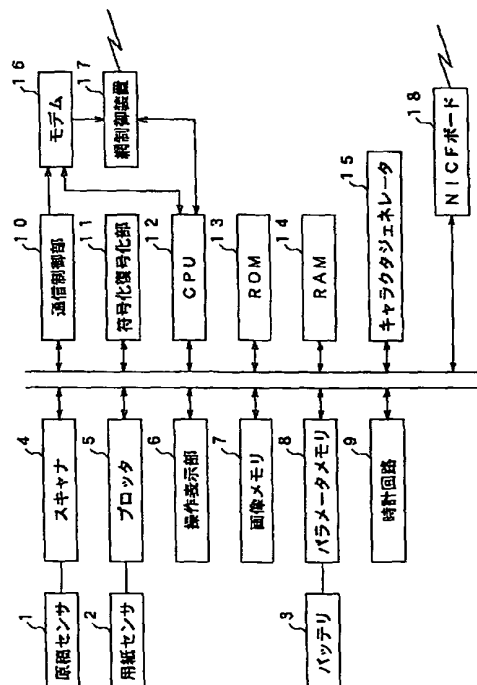 1
原稿センサ
2
用紙センサ
3
バッテリ
4
スキャナ
5
プロッタ
6
操作表示部
7
画像メモリ
8
パラメータメモリ
9
時計回路
10
通信制御部
11
符号化復号化部
12
CPU
13
ROM
14
RAM
15
キャラクタジェネレータ
16
モデム
17
網制御装置
18
NICFボード